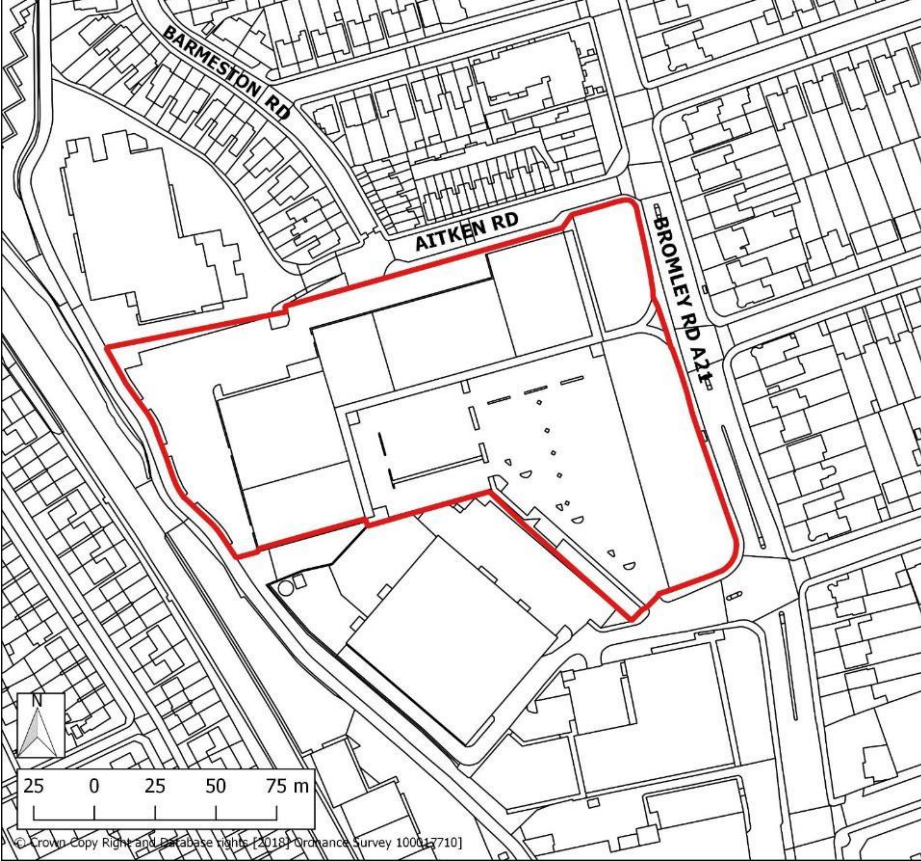 BARMESTON RD
AITKEN RD
BROMLEY RD A21
N
25 0 25 50 75 m
© Crown Copy Right and Database rights [2018] Ordnance Survey 100017710]